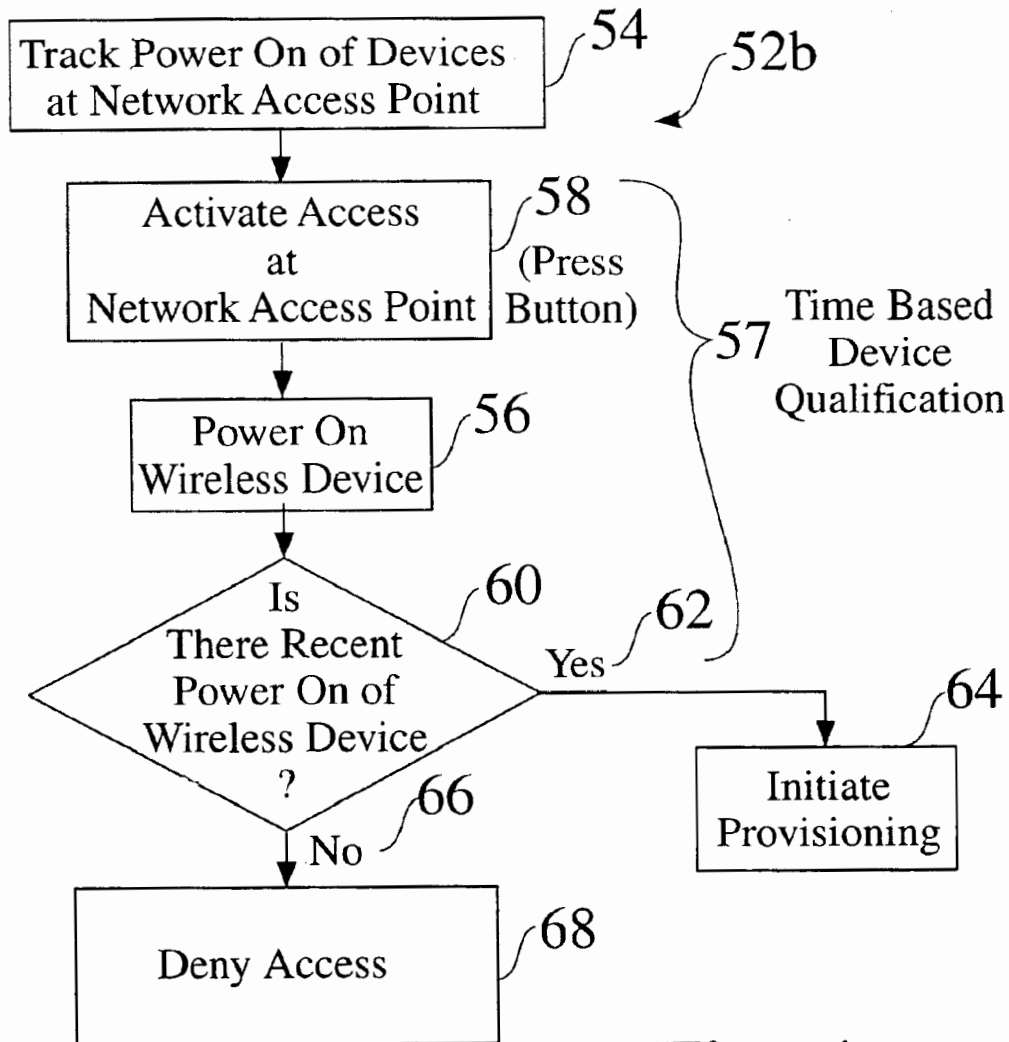 Track Power On of Devices
at Network Access Point
54
52b
Activate Access
at
Network Access Point
58
(Press
Button)
57
Time Based
Device
Qualification
Power On
Wireless Device
56
Is
There Recent
Power On of
Wireless Device
?
60
Yes
62
64
Initiate
Provisioning
66
No
Deny Access
68